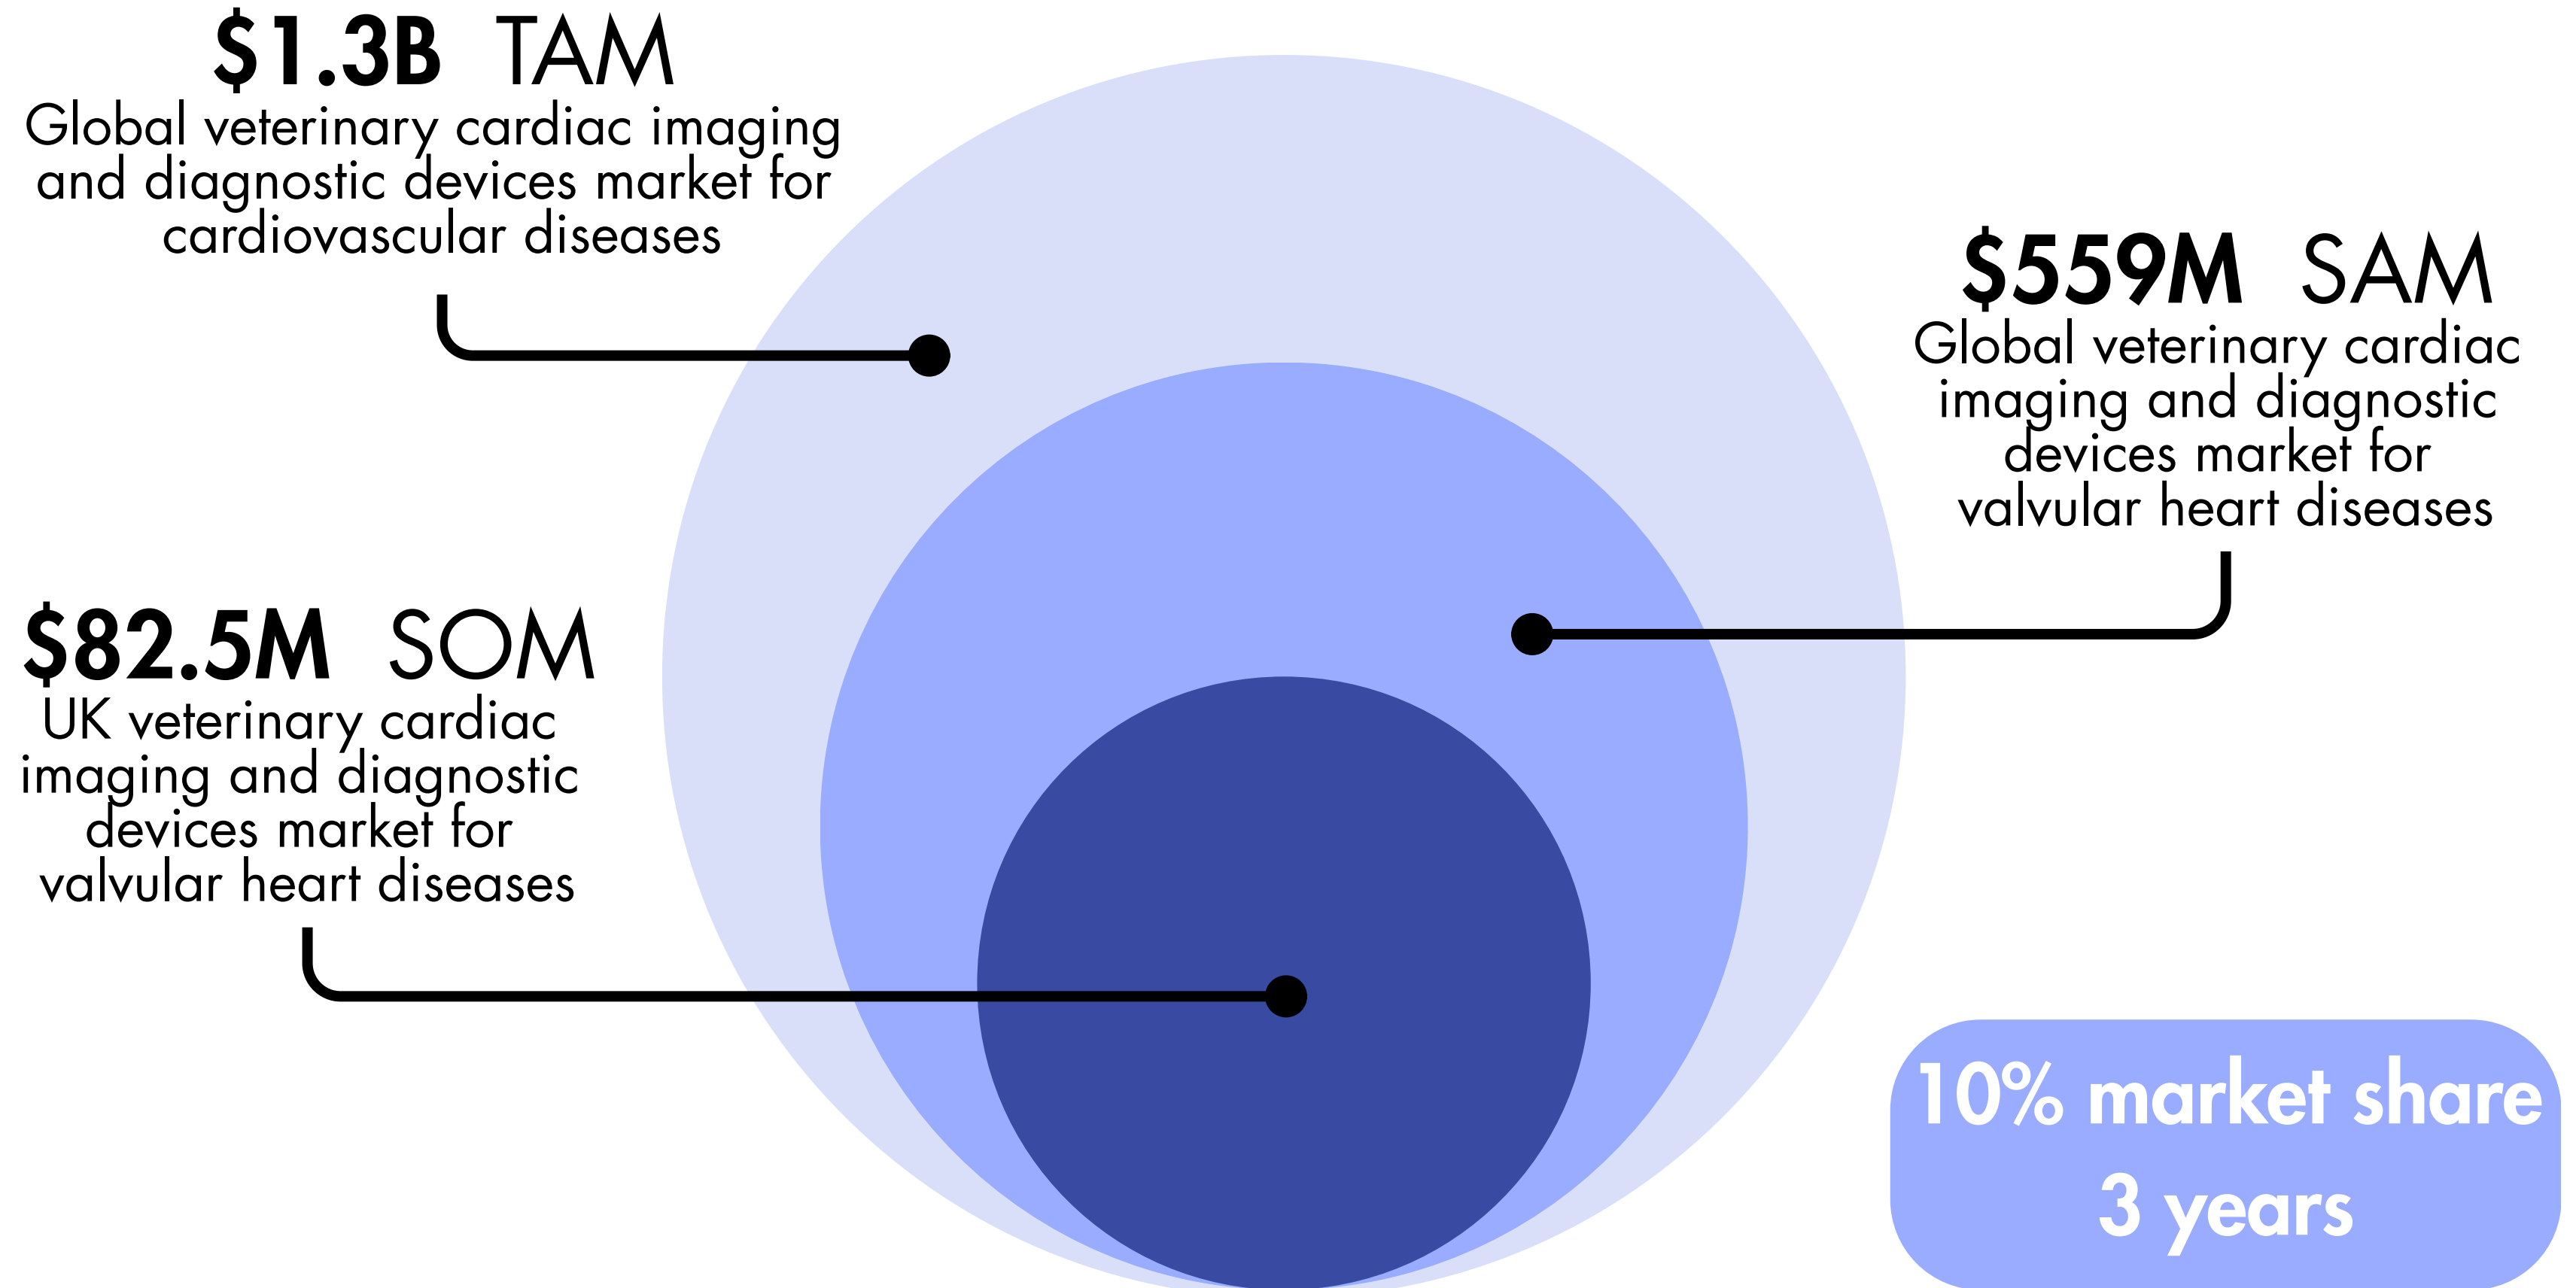 $1.3B TAM
Global veterinary cardiac imaging
and diagnostic devices market for
cardiovascular diseases
$559M SAM
Global veterinary cardiac
imaging and diagnostic
devices market for
valvular heart diseases
$82.5M SOM
UK veterinary cardiac
imaging and diagnostic
devices market for
valvular heart diseases
10% market share
3 years